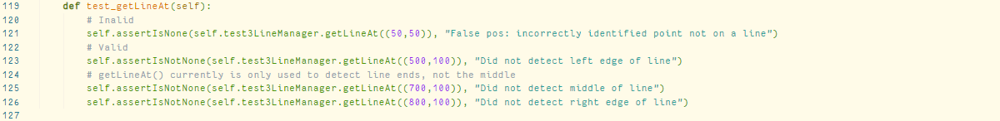 119 def test_getLineAt(self):
120 # Inalid
121 self.assertIsNone(self.test3LineManager.getLineAt((50,50)), "False pos: incorrectly identified point not on a line")
122 # Valid
123 self.assertIsNotNone(self.test3LineManager.getLineAt((500,100)), "Did not detect left edge of line")
124 # getLineAt() currently is only used to detect line ends, not the middle
125 self.assertIsNotNone(self.test3LineManager.getLineAt((700,100)), "Did not detect middle of line")
126 self.assertIsNotNone(self.test3LineManager.getLineAt((800,100)), "Did not detect right edge of line")
127